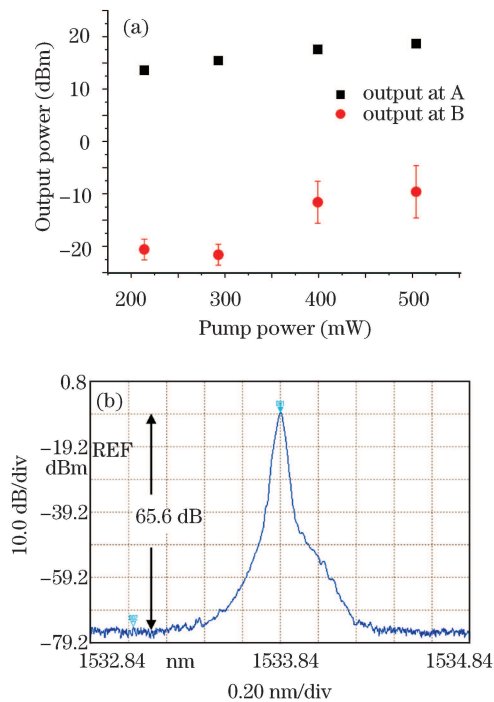 (a)
20
10
0
−10
−20
Output power (dBm)
output at A
output at B
200 300 400 500
Pump power (mW)
(b)
0.8
−19.2
REF
dBm
−39.2
−59.2
−79.2
10.0 dB/div
65.6 dB
1532.84 nm 1533.84 1534.84
0.20 nm/div